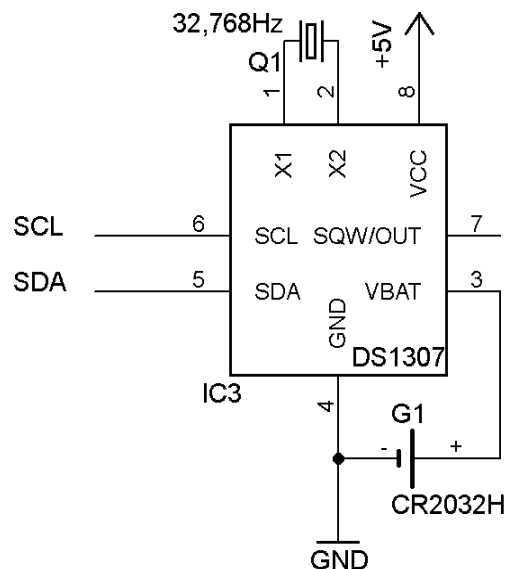 32,768Hz
Q1
+5V
1
2
8
X1
X2
VCC
SCL
6
SCL
SQW/OUT
7
SDA
5
SDA
VBAT
3
GND
DS1307
IC3
4
G1
-
+
CR2032H
GND